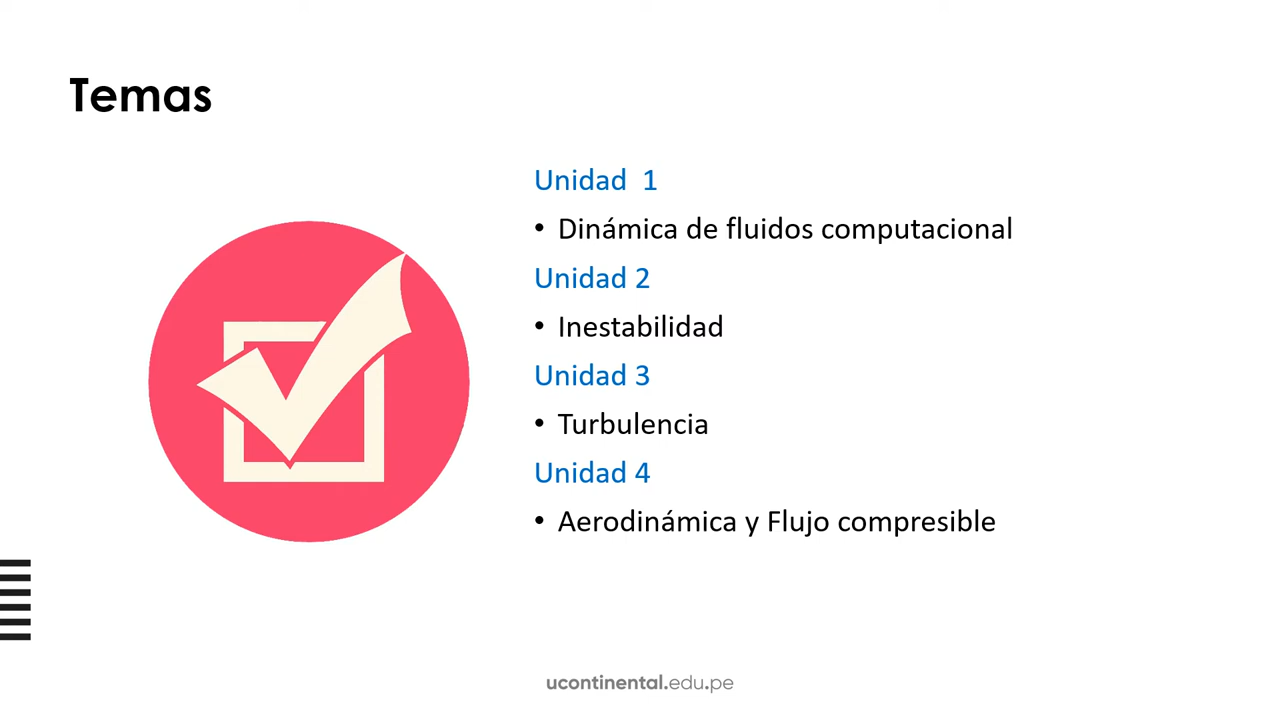 Temas
Unidad  1
• Dinámica de fluidos computacional
Unidad 2
• Inestabilidad
Unidad 3
• Turbulencia
Unidad 4
• Aerodinámica y Flujo compresible
ucontinental.edu.pe